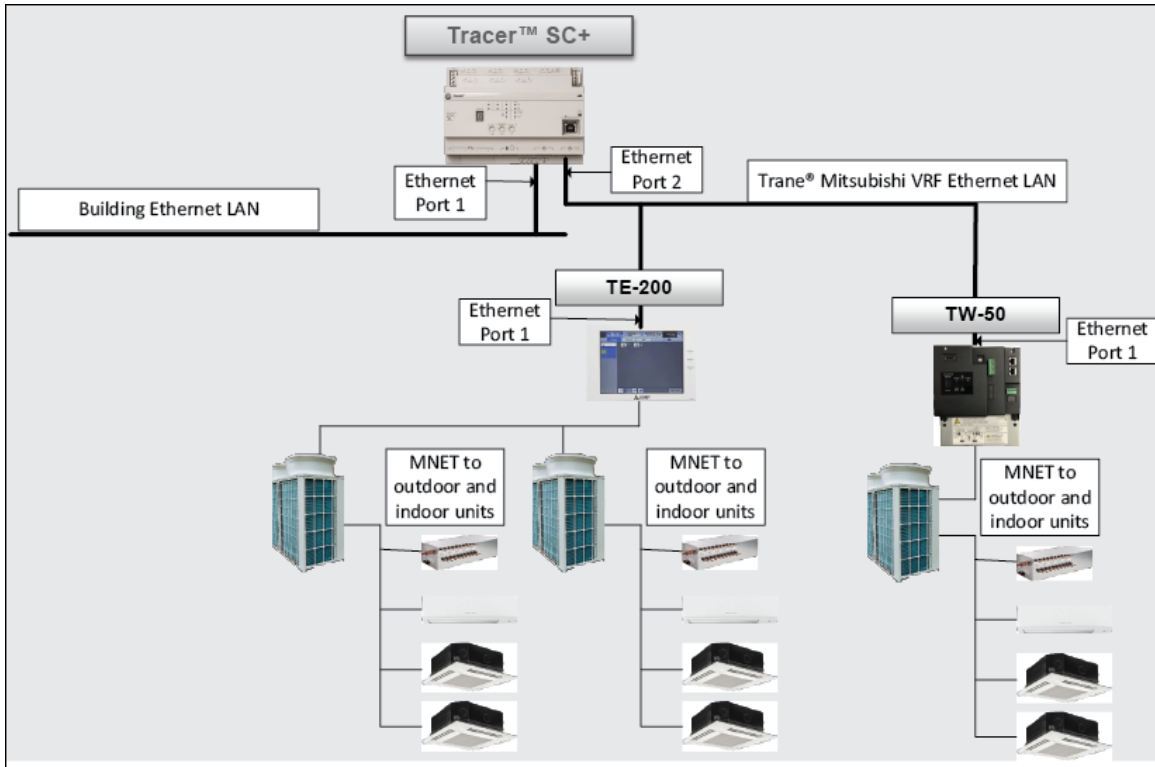 Tracer™ SC+
Ethernet
Port 1
Ethernet
Port 2
Building Ethernet LAN
Trane® Mitsubishi VRF Ethernet LAN
TE-200
Ethernet
Port 1
TW-50
Ethernet
Port 1
MNET to
outdoor and
indoor units
MNET to
outdoor and
indoor units
MNET to
outdoor and
indoor units